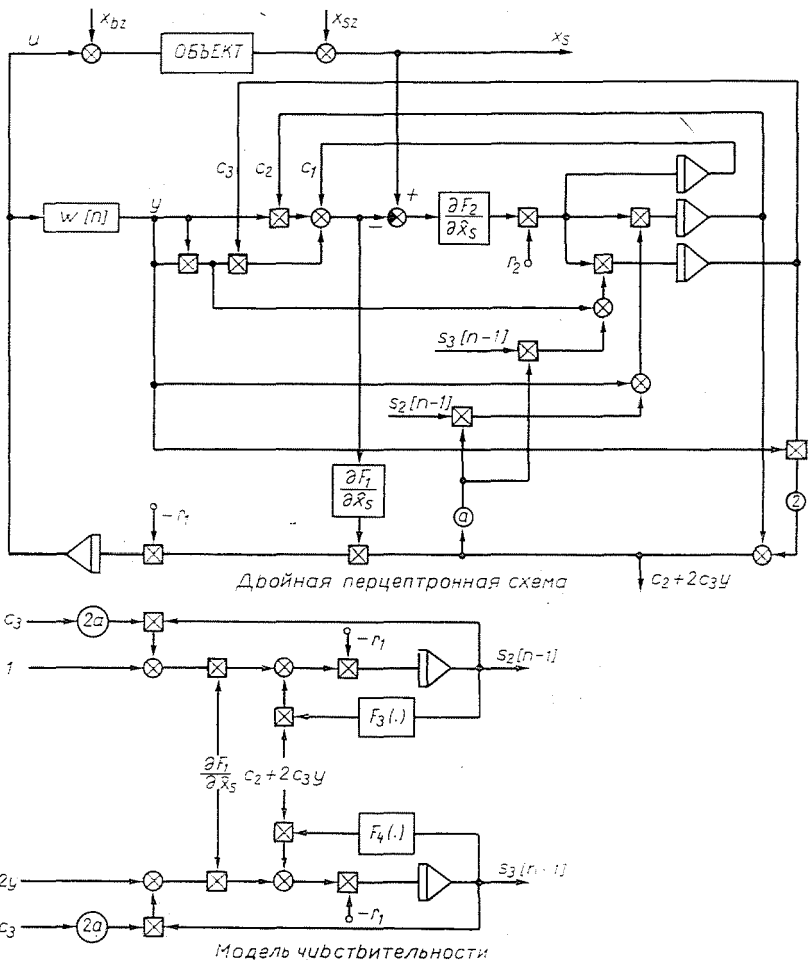 x_bz
x_sz
u
ОБЪЕКТ
x_s
c_3
c_2
c_1
w[n]
y
+
−
∂F_2
∂x̂_s
r_2
s_3[n-1]
s_2[n-1]
∂F_1
∂x̂_s
-r_1
a
2
c_2+2c_3y
Двойная перцептронная схема
c_3
2a
-r_1
1
s_2[n-1]
F_3(.)
∂F_1
∂x̂_s
c_2+2c_3y
F_4(.)
2y
s_3[n-1]
c_3
2a
-r_1
Модель чивствительности